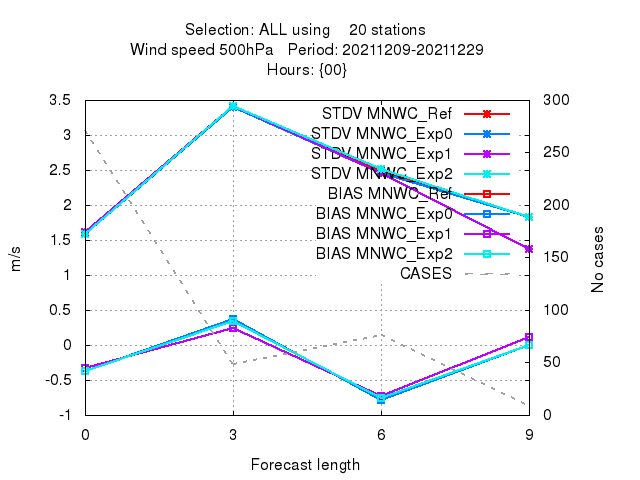 Selection: ALL using 20 stations
Wind speed 500hPa Period: 20211209-20211229
Hours: {00}
3.5
3
2.5
2
1.5
1
0.5
0
-0.5
-1
300
250
200
150
100
50
0
STDV MNWC_Ref
STDV MNWC_Exp0
STDV MNWC_Exp1
STDV MNWC_Exp2
BIAS MNWC_Ref
BIAS MNWC_Exp0
BIAS MNWC_Exp1
BIAS MNWC_Exp2
CASES
m/s
No cases
0 3 6 9
Forecast length